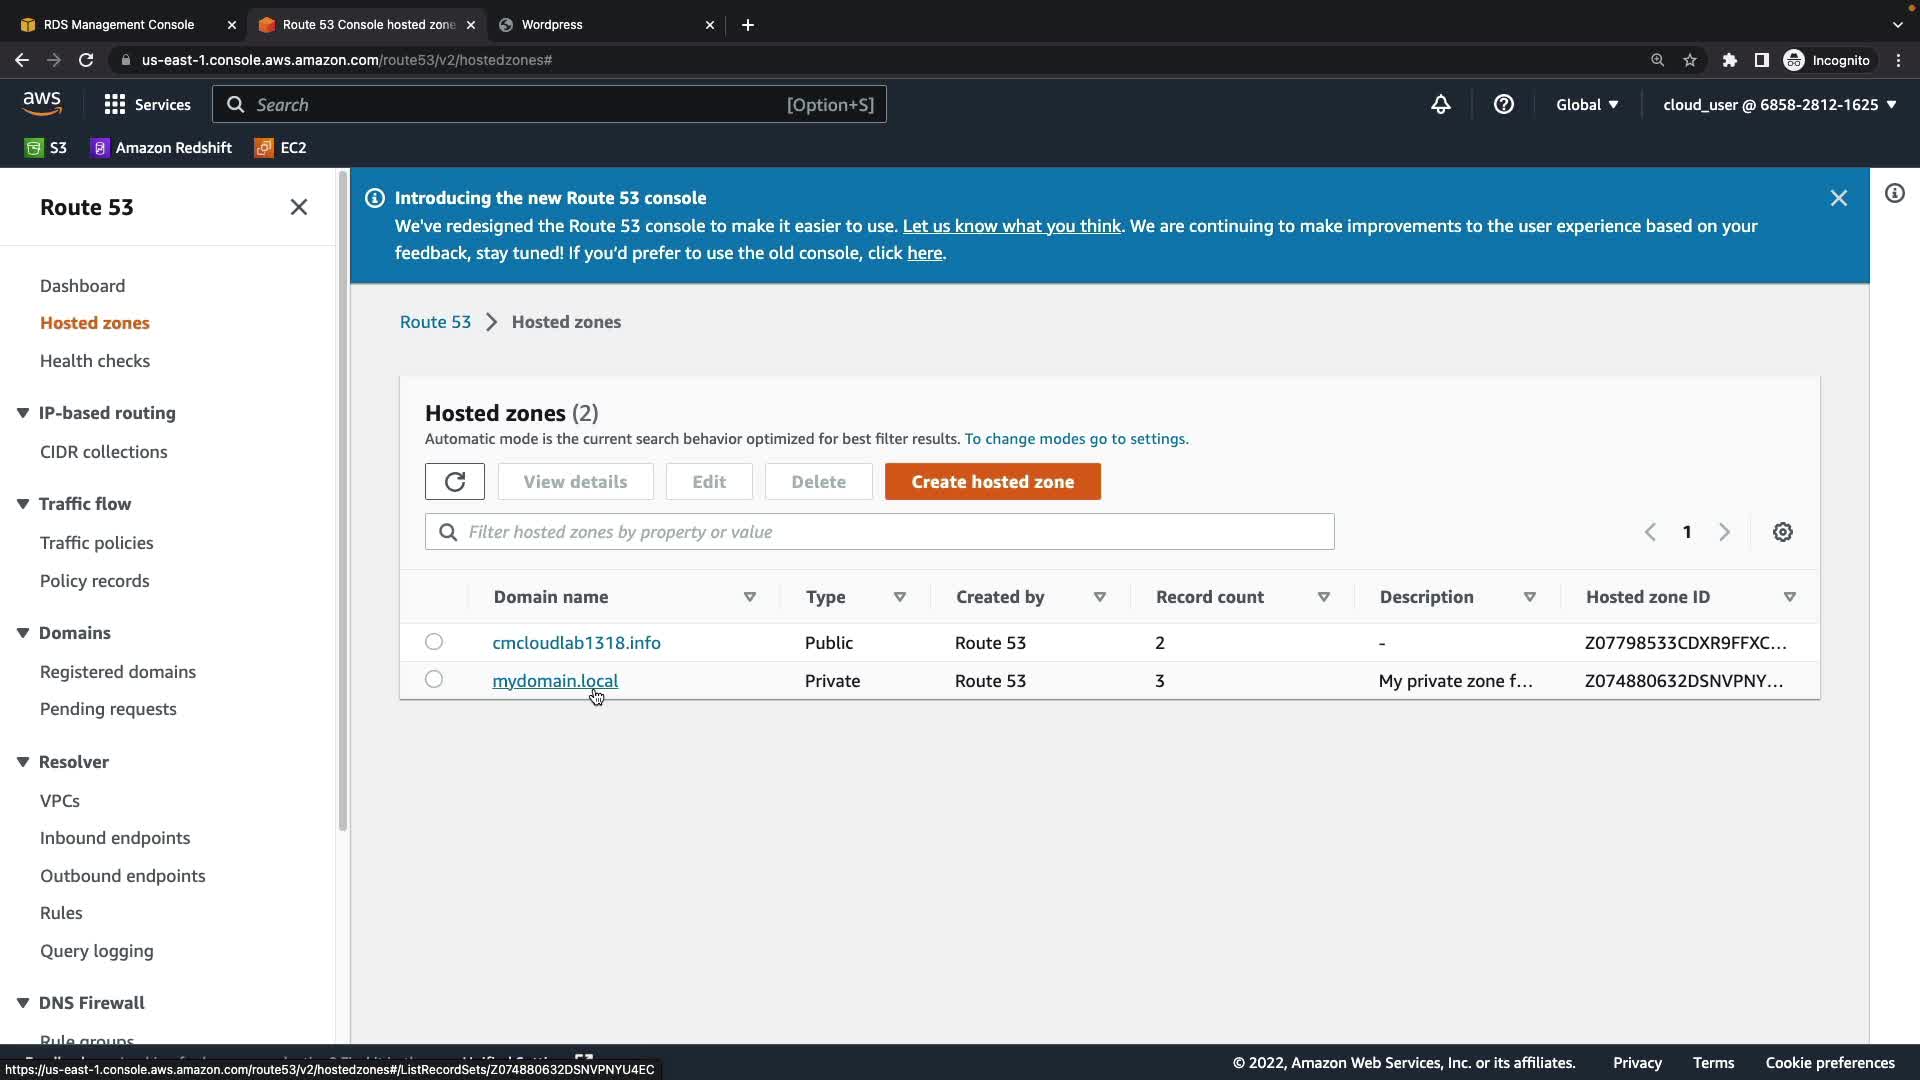 RDS Management Console
Route 53 Console hosted zone
Wordpress
us-east-1.console.aws.amazon.com/route53/v2/hostedzones#
Incognito
aws
Services
Search
[Option+S]
Global
cloud_user @ 6858-2812-1625
S3
Amazon Redshift
EC2
Route 53
Dashboard
Hosted zones
Health checks
IP-based routing
CIDR collections
Traffic flow
Traffic policies
Policy records
Domains
Registered domains
Pending requests
Resolver
VPCs
Inbound endpoints
Outbound endpoints
Rules
Query logging
DNS Firewall
Rule groups
Introducing the new Route 53 console
We've redesigned the Route 53 console to make it easier to use. Let us know what you think. We are continuing to make improvements to the user experience based on your
feedback, stay tuned! If you'd prefer to use the old console, click here.
Route 53 > Hosted zones
Hosted zones (2)
Automatic mode is the current search behavior optimized for best filter results. To change modes go to settings.
View details
Edit
Delete
Create hosted zone
Filter hosted zones by property or value
1
Domain name Type Created by Record count Description Hosted zone ID
cmcloudlab1318.info Public Route 53 2 - Z07798533CDXR9FFXC...
mydomain.local Private Route 53 3 My private zone f... Z074880632DSNVPNY...
https://us-east-1.console.aws.amazon.com/route53/v2/hostedzones#/ListRecordSets/Z074880632DSNVPNYU4EC
© 2022, Amazon Web Services, Inc. or its affiliates.
Privacy
Terms
Cookie preferences